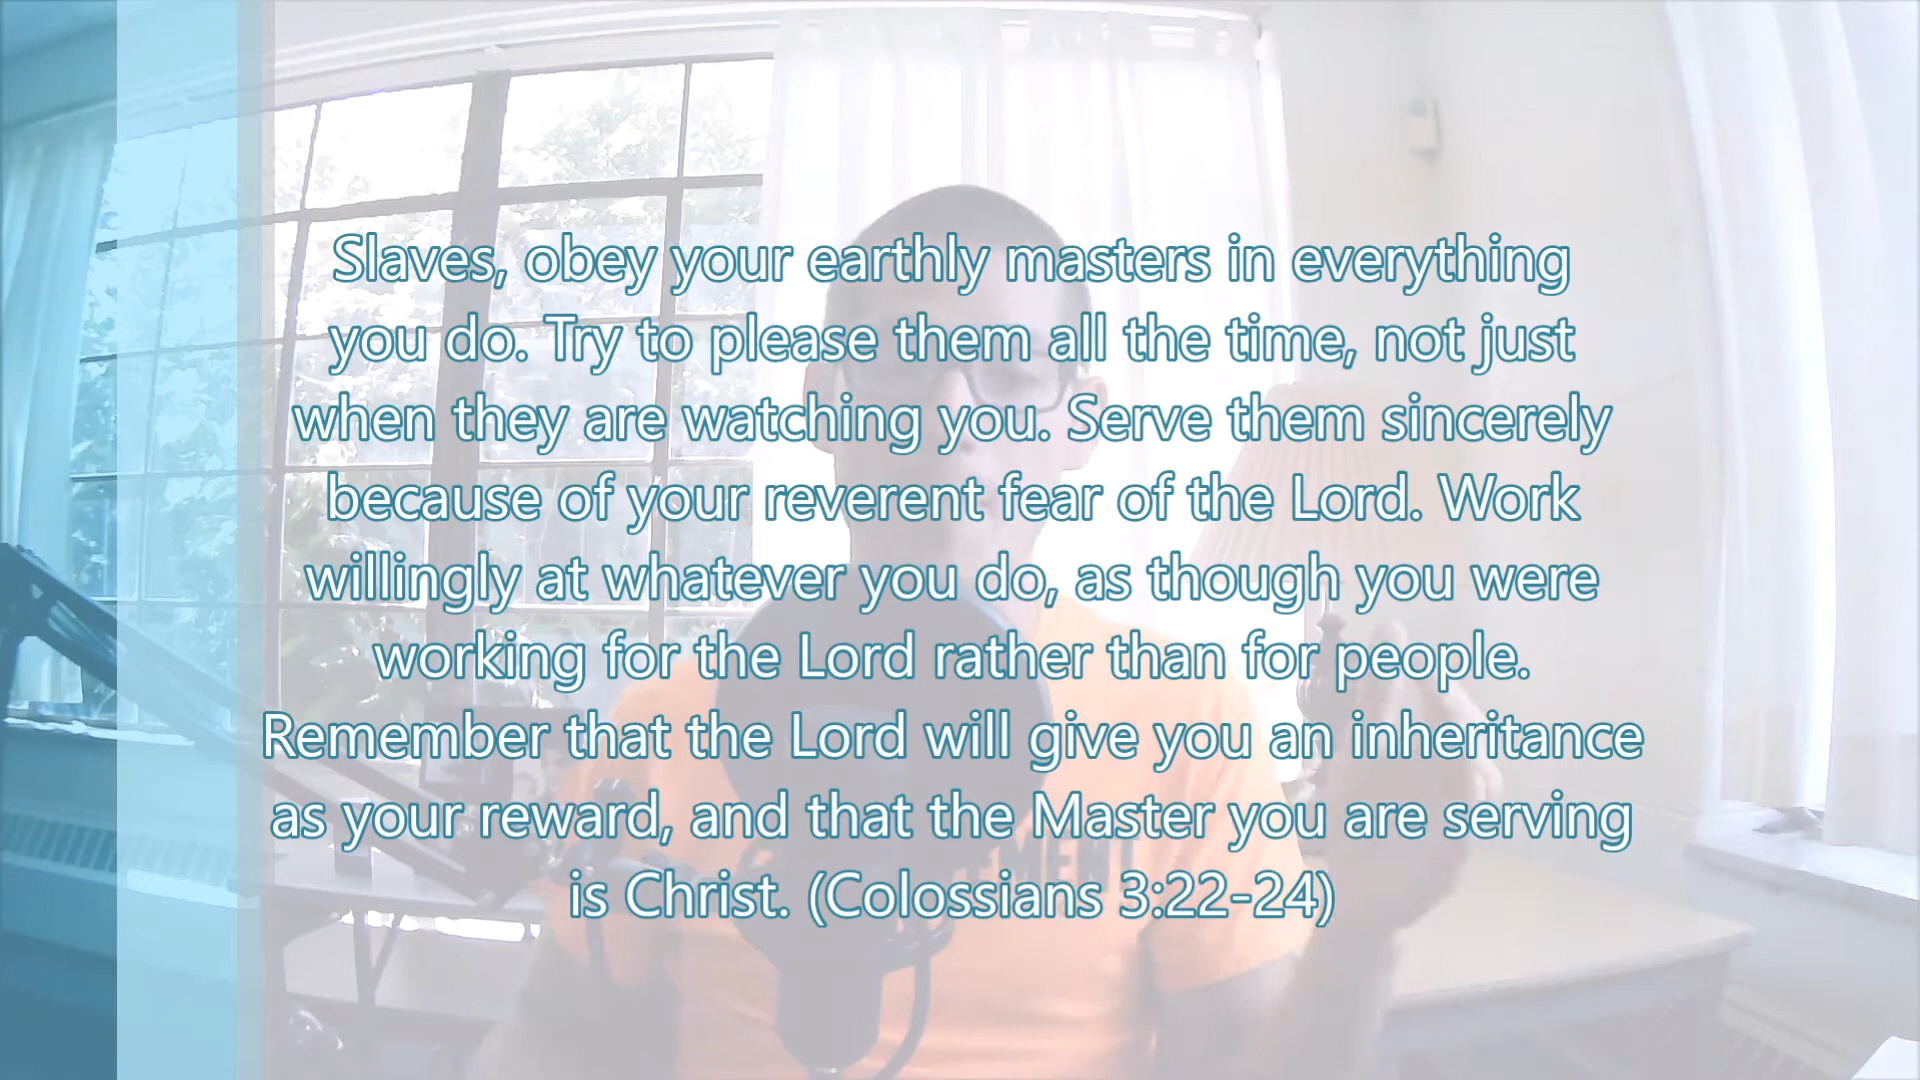 Slaves, obey your earthly masters in everything
you do. Try to please them all the time, not just
when they are watching you. Serve them sincerely
because of your reverent fear of the Lord. Work
willingly at whatever you do, as though you were
working for the Lord rather than for people.
Remember that the Lord will give you an inheritance
as your reward, and that the Master you are serving
is Christ. (Colossians 3:22-24)